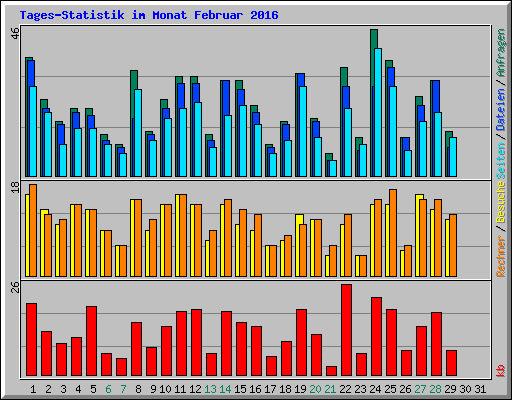 Tages-Statistik im Monat Februar 2016
46
18
26
Rechner / Besuche Seiten / Dateien / Anfragen
kb
1 2 3 4 5 6 7 8 9 10 11 12 13 14 15 16 17 18 19 20 21 22 23 24 25 26 27 28 29 30 31